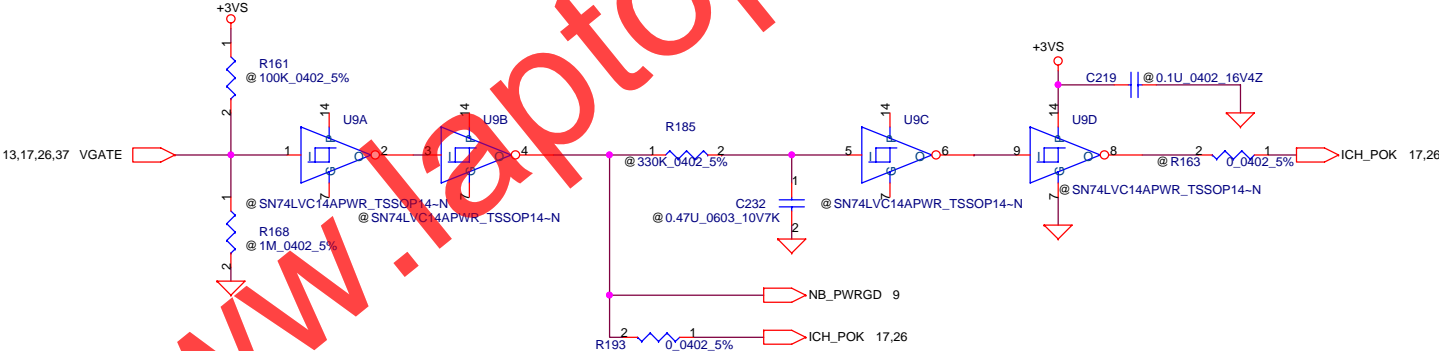 +3VS
1
R161
@ 100K_0402_5%
2
13,17,26,37 VGATE
1
14
U9A
2
7
@ SN74LVC14APWR_TSSOP14~N
3
14
U9B
4
7
@ SN74LVC14APWR_TSSOP14~N
1
R168
@ 1M_0402_5%
2
R185
1
2
@ 330K_0402_5%
1
C232
@ 0.47U_0603_10V7K
2
5
14
U9C
6
7
@ SN74LVC14APWR_TSSOP14~N
+3VS
C219
@ 0.1U_0402_16V4Z
9
14
U9D
8
7
@ SN74LVC14APWR_TSSOP14~N
2
1
@ R163
0_0402_5%
ICH_POK 17,26
NB_PWRGD 9
2
1
R193
0_0402_5%
ICH_POK 17,26
www.lapto